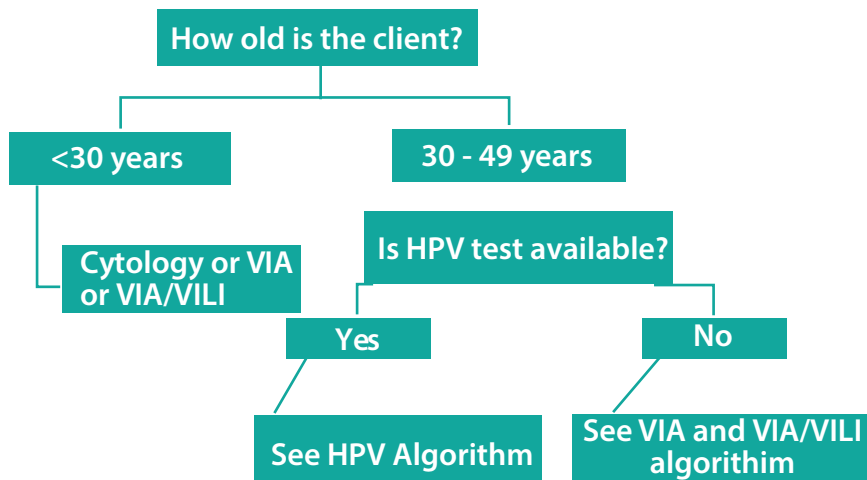 How old is the client?
<30 years
30 - 49 years
Is HPV test available?
Cytology or VIA
or VIA/VILI
Yes
No
See HPV Algorithm
See VIA and VIA/VILI
algorithim